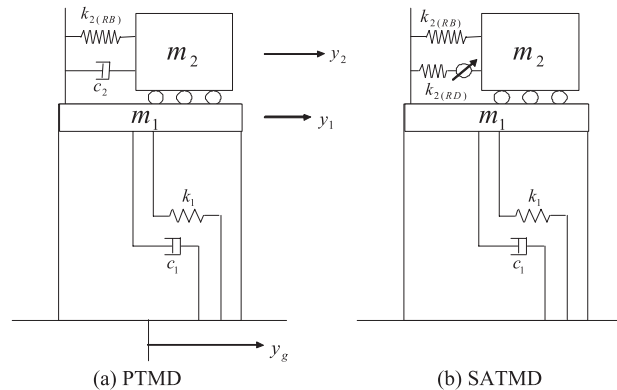 k2(RB)
m2
c2
y2
m1
y1
k1
c1
yg
(a) PTMD
k2(RB)
m2
k2(RD)
m1
k1
c1
(b) SATMD